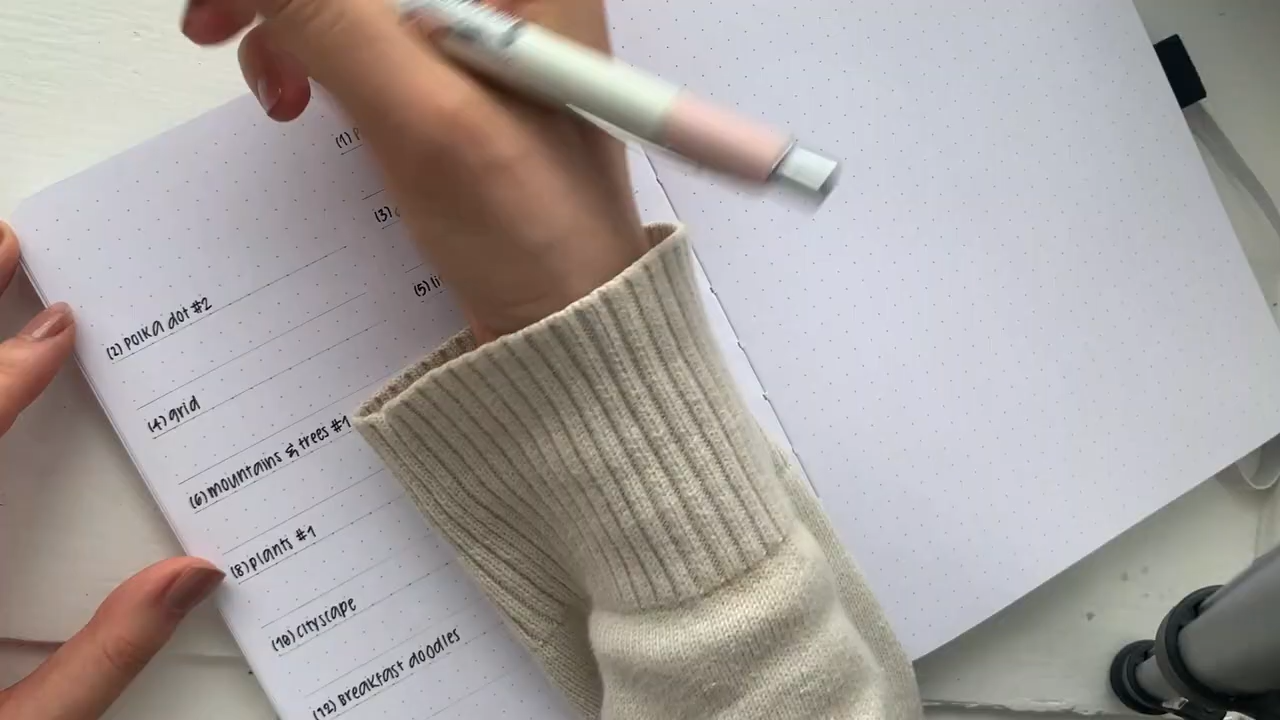 (1) P
(2) POLKA dot #2
(3)
(4) grid
(5) li
(6) mountains & trees #1
(8) plants #1
(10) cityscape
(12) BREAKfAST dOOdles